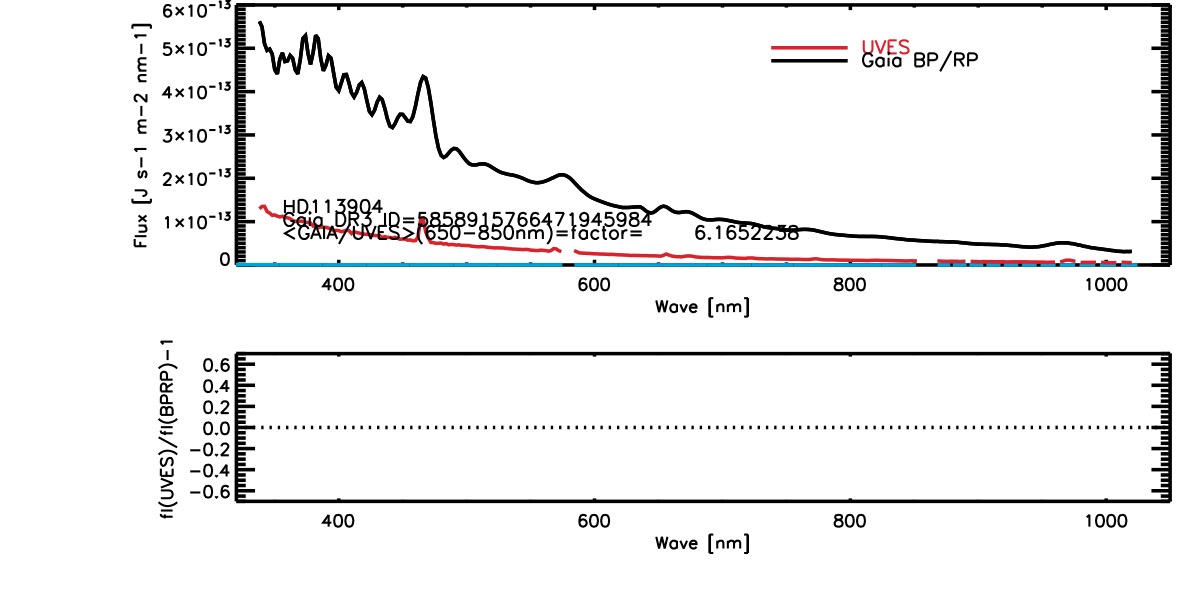 6×10−13
5×10−13
4×10−13
3×10−13
2×10−13
1×10−13
0
Flux [J s−1 m−2 nm−1]
UVES
Gaia BP/RP
HD113904
Gaia DR3 ID=5858915766471945984
<GAIA/UVES>(650−850nm)=factor= 6.1652238
400 600 800 1000
Wave [nm]
fl(UVES)/fl(BPRP)−1
0.6
0.4
0.2
0.0
−0.2
−0.4
−0.6
400 600 800 1000
Wave [nm]